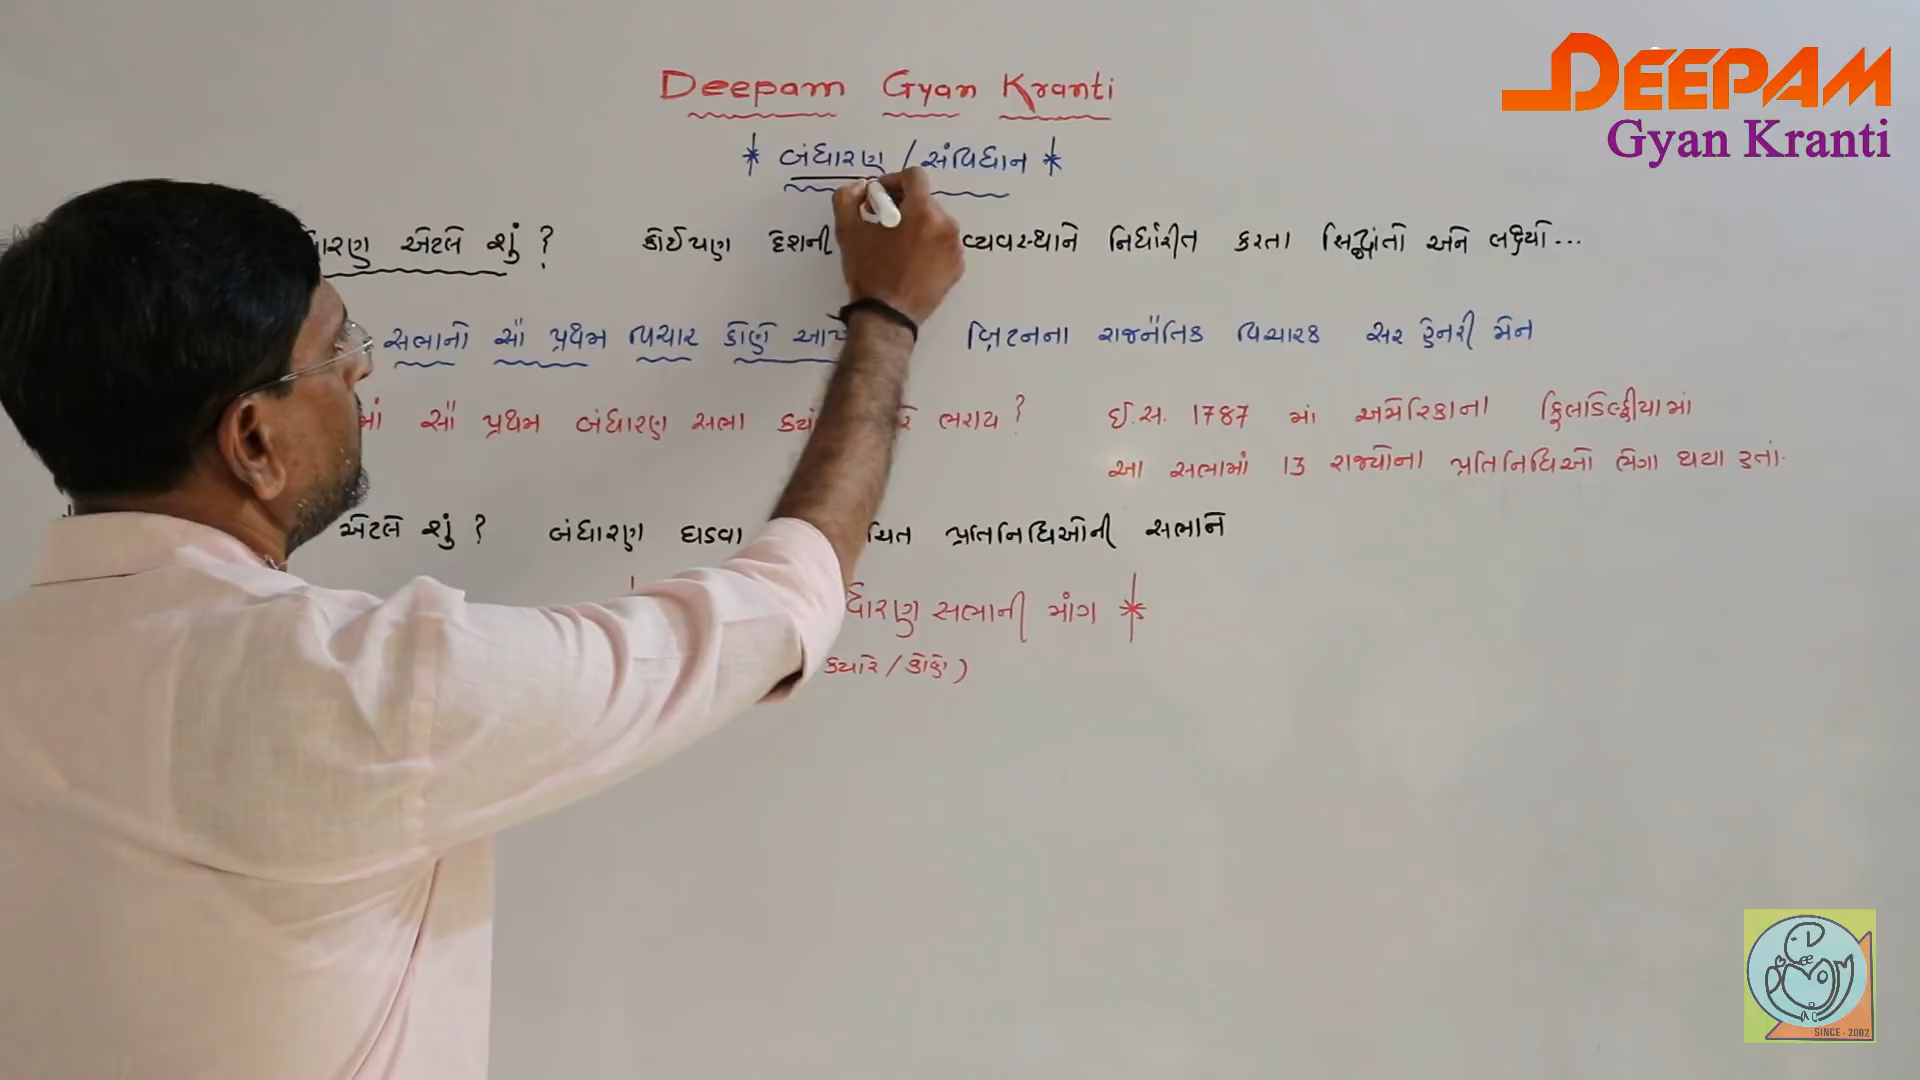 DEEPAM
Gyan Kranti
Deepam Gyan Kranti
* બંધારણ / સંવિધાન *
એટલે શું ? કોઈપણ દેશની વ્યવસ્થાને નિર્ધારીત કરતા સિદ્ધાંતો અને લક્ષ્યો...
સભાનો સૌ પ્રથમ વિચાર કોણે બ્રિટનના રાજનૈતિક વિચારક સર હેનરી મેન
સૌ પ્રથમ બંધારણ સભા ભરાય ? ઈ.સ. 1787 માં અમેરિકાના ફિલાડેલ્ફીયામાં
આ સભામાં 13 રાજ્યોના પ્રતિનિધિઓ ભેગા થયા હતાં.
એટલે શું ? બંધારણ ઘડવા પ્રતિનિધિઓની સભાને
સભાની માંગ *
ક્યારે / કોણે )
SINCE - 2002